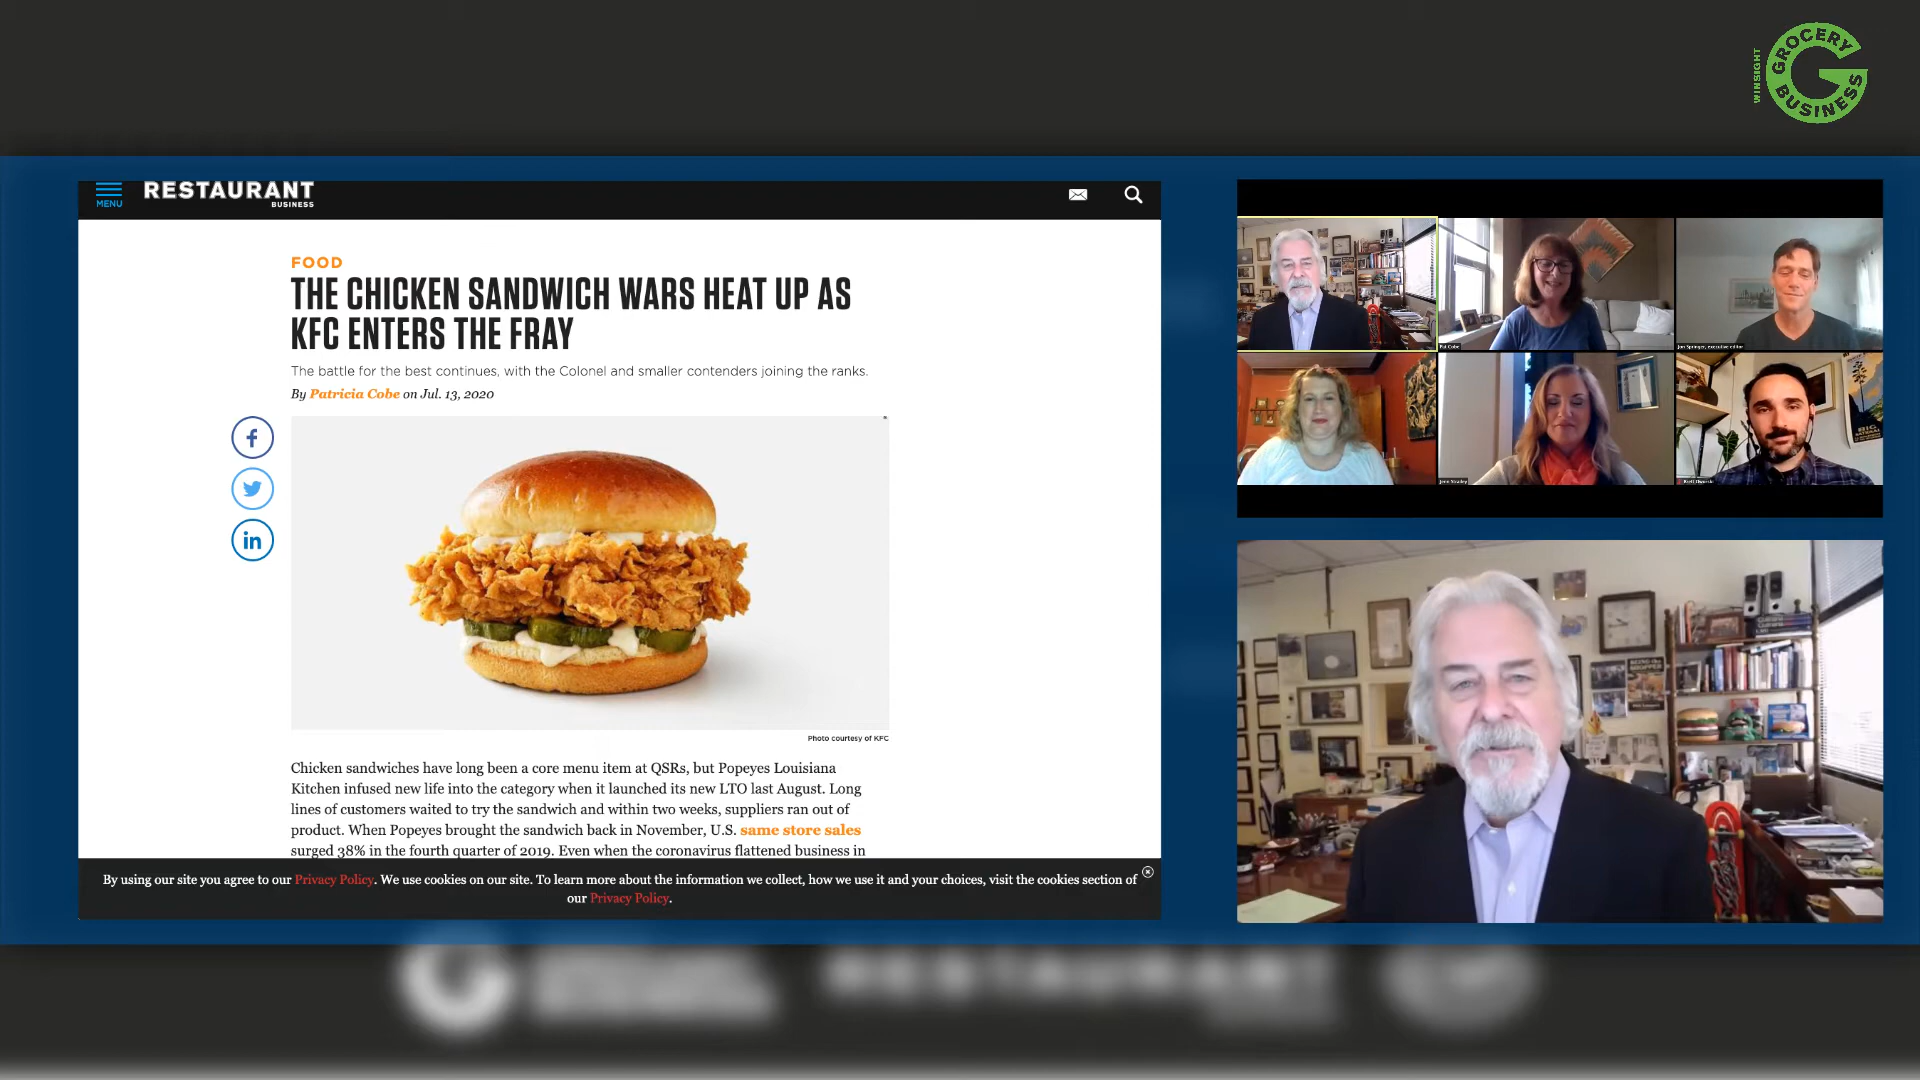 WINSIGHT
GROCERY
BUSINESS
MENU
RESTAURANT
BUSINESS
FOOD
THE CHICKEN SANDWICH WARS HEAT UP AS
KFC ENTERS THE FRAY
The battle for the best continues, with the Colonel and smaller contenders joining the ranks.
By Patricia Cobe on Jul. 13, 2020
Photo courtesy of KFC
Chicken sandwiches have long been a core menu item at QSRs, but Popeyes Louisiana
Kitchen infused new life into the category when it launched its new LTO last August. Long
lines of customers waited to try the sandwich and within two weeks, suppliers ran out of
product. When Popeyes brought the sandwich back in November, U.S. same store sales
surged 38% in the fourth quarter of 2019. Even when the coronavirus flattened business in
By using our site you agree to our Privacy Policy. We use cookies on our site. To learn more about the information we collect, how we use it and your choices, visit the cookies section of
our Privacy Policy.
Pat Cobe
Jon Springer, executive editor
BIG
RESTAURANT